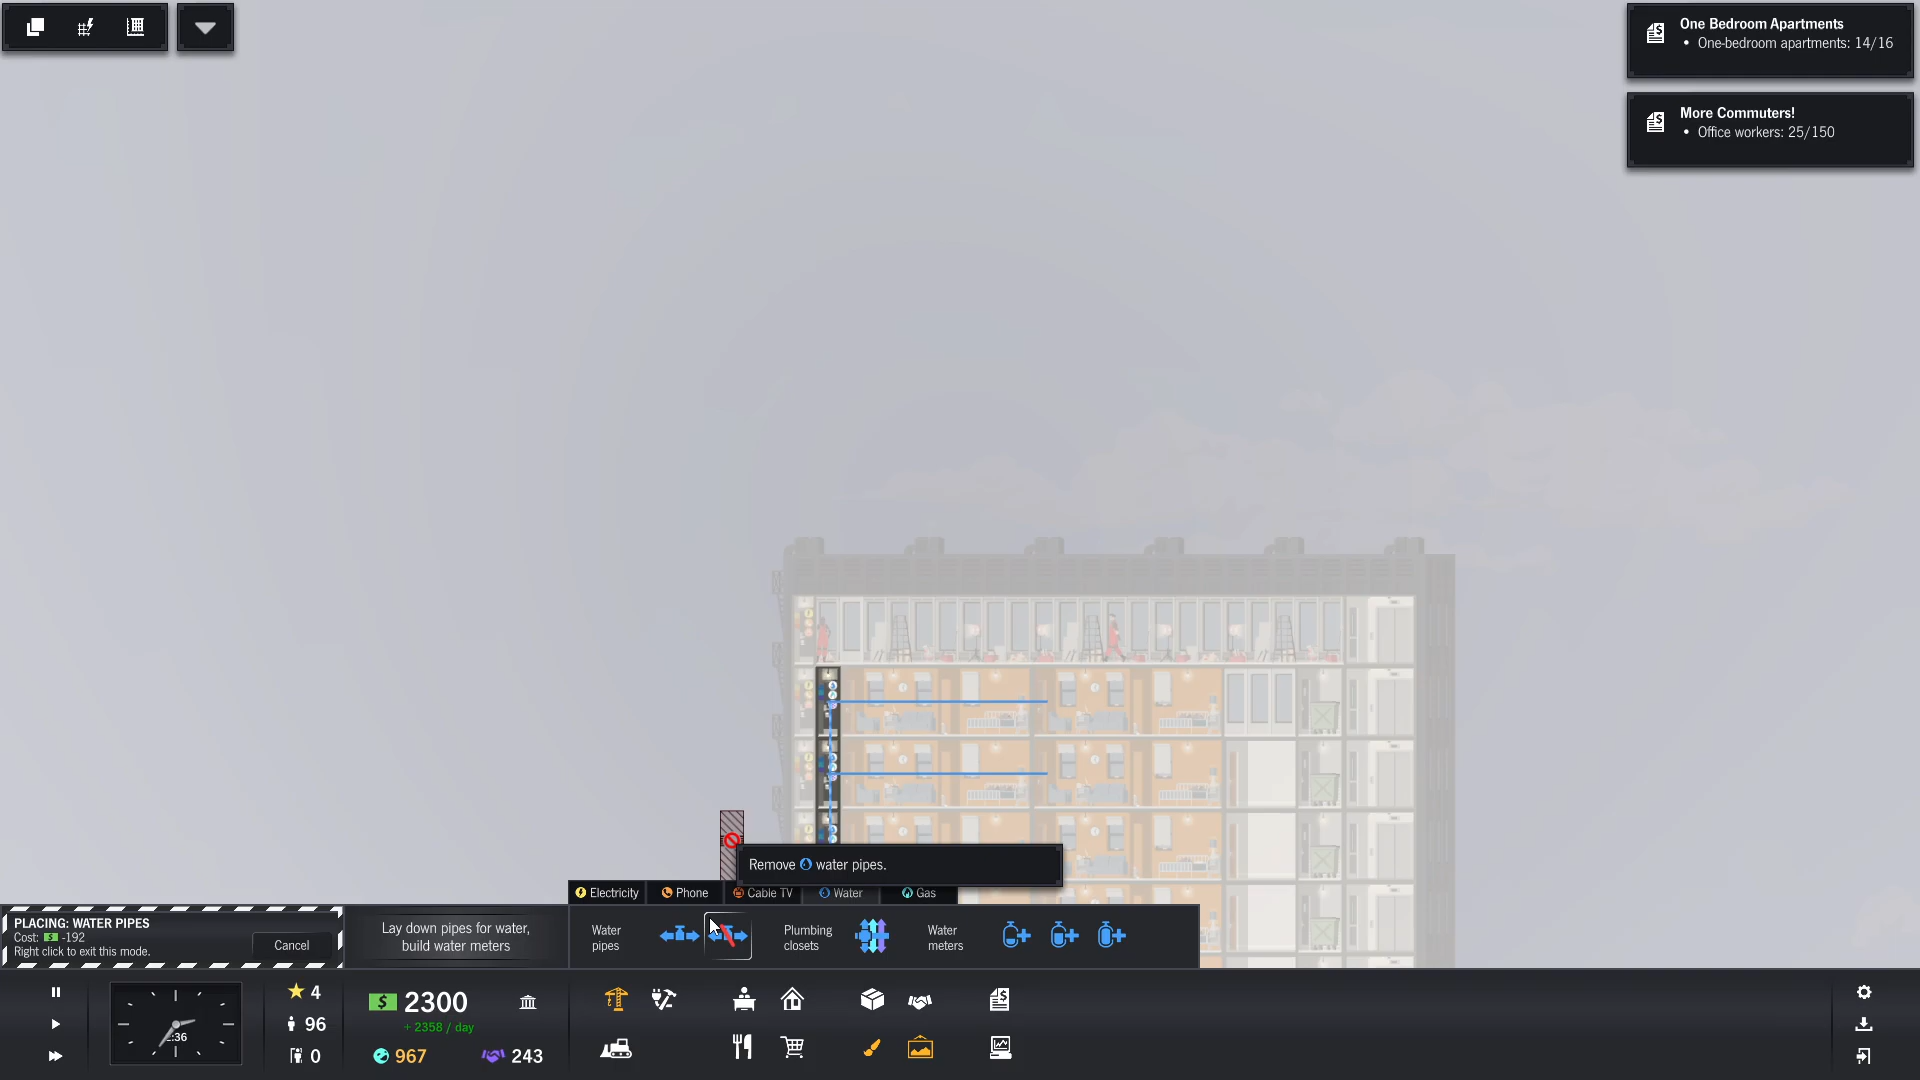 One Bedroom Apartments
• One-bedroom apartments: 14/16
More Commuters!
• Office workers: 25/150
Remove water pipes.
Electricity
Phone
Cable TV
Water
Gas
PLACING: WATER PIPES
Cost: $ -192
Right click to exit this mode.
Cancel
Lay down pipes for water,
build water meters
Water
pipes
Plumbing
closets
Water
meters
:36
4
96
0
$ 2300
+ 2358 / day
967
243